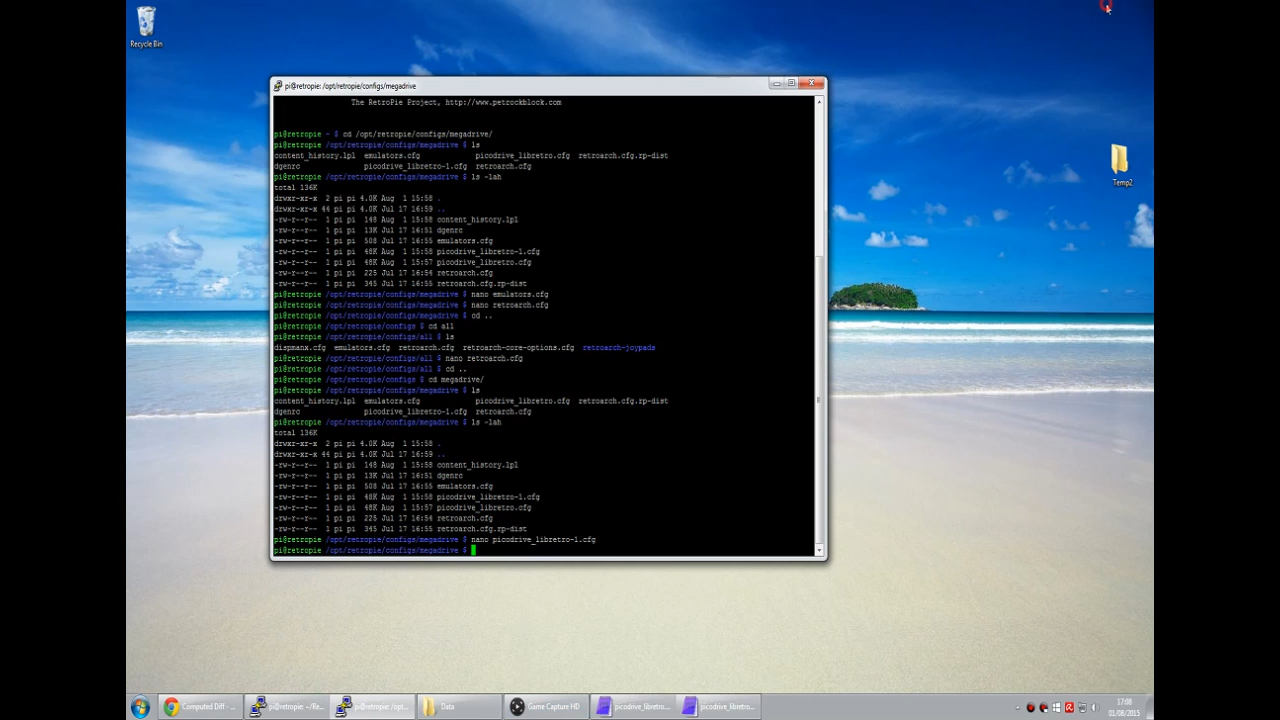 Recycle Bin
Temp2
pi@retropie: /opt/retropie/configs/megadrive
The RetroPie Project, http://www.petrockblock.com
pi@retropie ~ $ cd /opt/retropie/configs/megadrive/
pi@retropie /opt/retropie/configs/megadrive $ ls
content_history.lpl emulators.cfg picodrive_libretro.cfg retroarch.cfg.rp-dist
dgenrc picodrive_libretro-1.cfg retroarch.cfg
pi@retropie /opt/retropie/configs/megadrive $ ls -lah
total 136K
drwxr-xr-x 2 pi pi 4.0K Aug 1 15:58 .
drwxr-xr-x 44 pi pi 4.0K Jul 17 16:59 ..
-rw-r--r-- 1 pi pi 148 Aug 1 15:58 content_history.lpl
-rw-r--r-- 1 pi pi 13K Jul 17 16:51 dgenrc
-rw-r--r-- 1 pi pi 508 Jul 17 16:55 emulators.cfg
-rw-r--r-- 1 pi pi 48K Aug 1 15:58 picodrive_libretro-1.cfg
-rw-r--r-- 1 pi pi 48K Aug 1 15:57 picodrive_libretro.cfg
-rw-r--r-- 1 pi pi 225 Jul 17 16:54 retroarch.cfg
-rw-r--r-- 1 pi pi 345 Jul 17 16:55 retroarch.cfg.rp-dist
pi@retropie /opt/retropie/configs/megadrive $ nano emulators.cfg
pi@retropie /opt/retropie/configs/megadrive $ nano retroarch.cfg
pi@retropie /opt/retropie/configs/megadrive $ cd ..
pi@retropie /opt/retropie/configs $ cd all
pi@retropie /opt/retropie/configs/all $ ls
dispmanx.cfg emulators.cfg retroarch.cfg retroarch-core-options.cfg retroarch-joypads
pi@retropie /opt/retropie/configs/all $ nano retroarch.cfg
pi@retropie /opt/retropie/configs/all $ cd ..
pi@retropie /opt/retropie/configs $ cd megadrive/
pi@retropie /opt/retropie/configs/megadrive $ ls
content_history.lpl emulators.cfg picodrive_libretro.cfg retroarch.cfg.rp-dist
dgenrc picodrive_libretro-1.cfg retroarch.cfg
pi@retropie /opt/retropie/configs/megadrive $ ls -lah
total 136K
drwxr-xr-x 2 pi pi 4.0K Aug 1 15:58 .
drwxr-xr-x 44 pi pi 4.0K Jul 17 16:59 ..
-rw-r--r-- 1 pi pi 148 Aug 1 15:58 content_history.lpl
-rw-r--r-- 1 pi pi 13K Jul 17 16:51 dgenrc
-rw-r--r-- 1 pi pi 508 Jul 17 16:55 emulators.cfg
-rw-r--r-- 1 pi pi 48K Aug 1 15:58 picodrive_libretro-1.cfg
-rw-r--r-- 1 pi pi 48K Aug 1 15:57 picodrive_libretro.cfg
-rw-r--r-- 1 pi pi 225 Jul 17 16:54 retroarch.cfg
-rw-r--r-- 1 pi pi 345 Jul 17 16:55 retroarch.cfg.rp-dist
pi@retropie /opt/retropie/configs/megadrive $ nano picodrive_libretro-1.cfg
pi@retropie /opt/retropie/configs/megadrive $
Computed Diff - ...
pi@retropie: ~/Re...
pi@retropie: /opt...
Data
Game Capture HD
picodrive_libretro...
picodrive_libretro...
17:08
01/08/2015